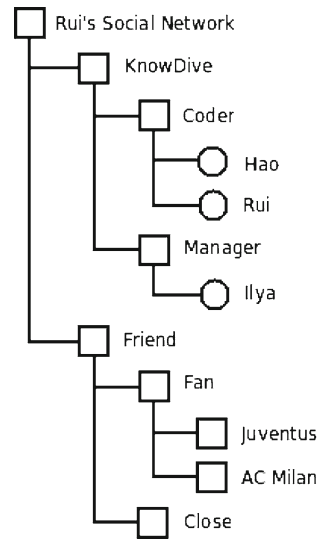 Rui's Social Network
KnowDive
Coder
Hao
Rui
Manager
Ilya
Friend
Fan
Juventus
AC Milan
Close